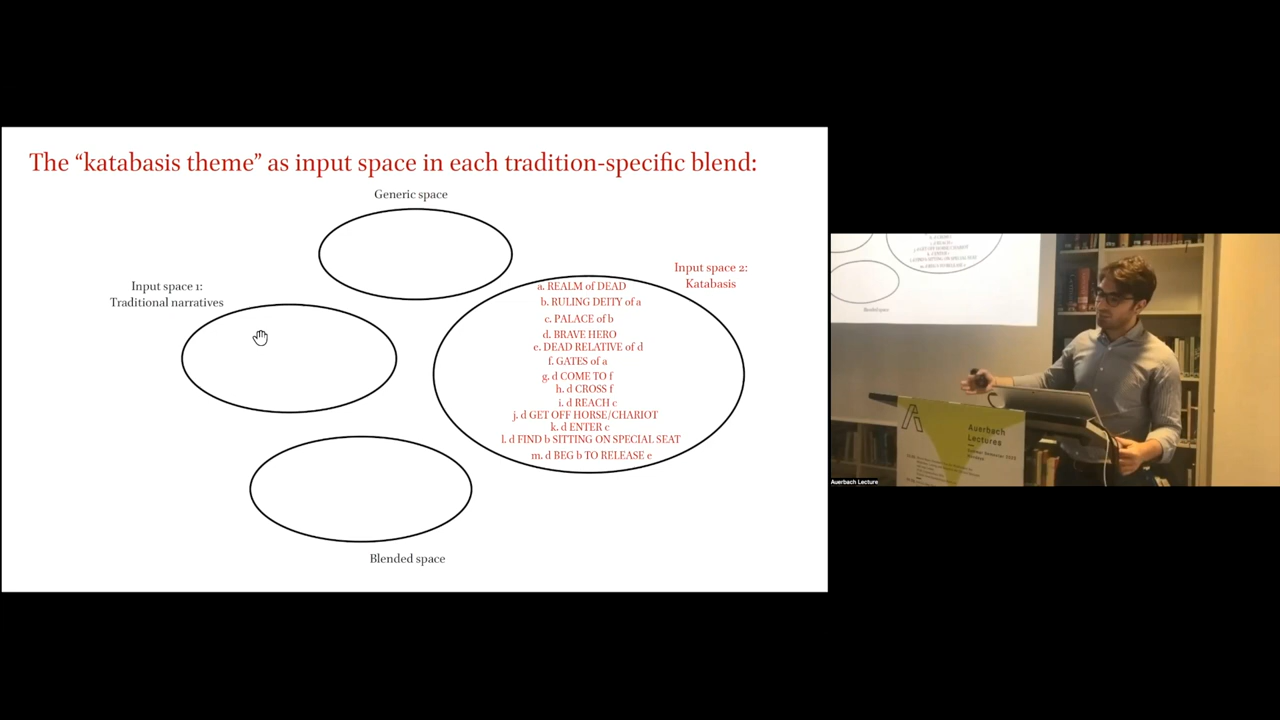 The “katabasis theme” as input space in each tradition-specific blend:
Generic space
Input space 1:
Traditional narratives
Input space 2:
Katabasis
a. REALM of DEAD
b. RULING DEITY of a
c. PALACE of b
d. BRAVE HERO
e. DEAD RELATIVE of d
f. GATES of a
g. d COME TO f
h. d CROSS f
i. d REACH c
j. d GET OFF HORSE/CHARIOT
k. d ENTER c
l. d FIND b SITTING ON SPECIAL SEAT
m. d BEG b TO RELEASE e
Blended space
Blended space
Auerbach
Lectures
Auerbach Lecture